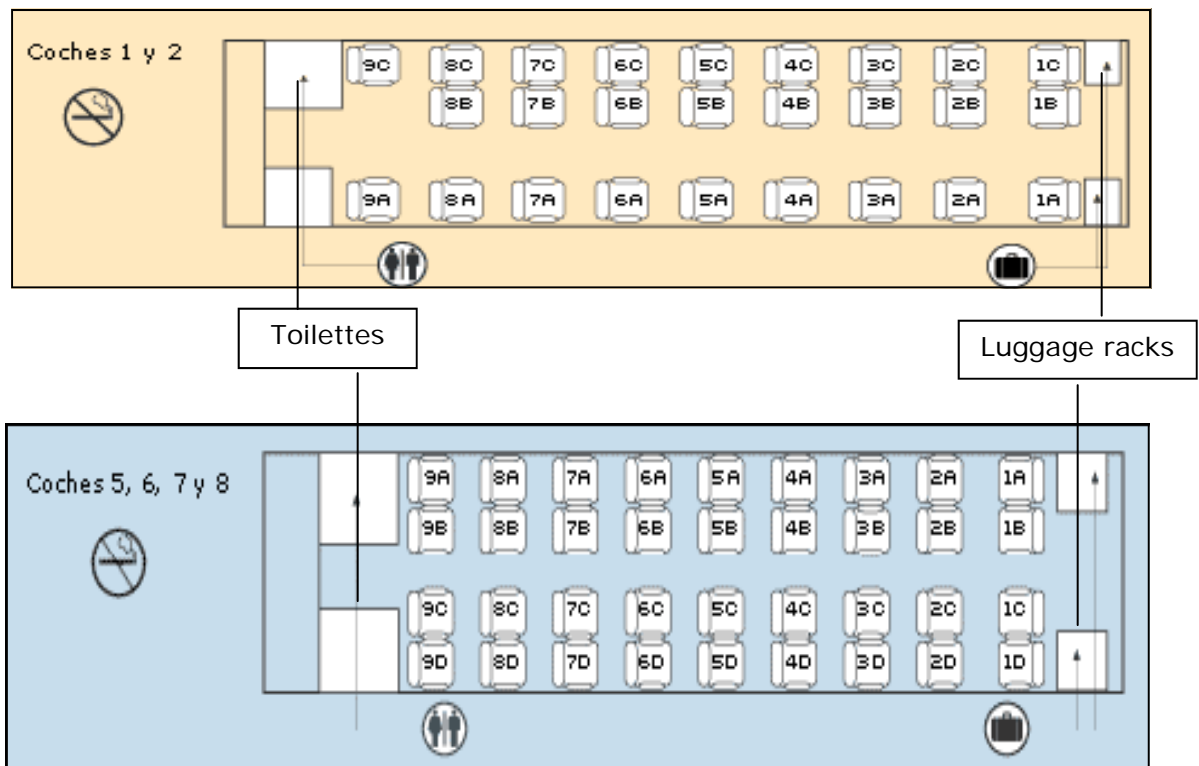 Coches 1 y 2
9C 8C 7C 6C 5C 4C 3C 2C 1C
8B 7B 6B 5B 4B 3B 2B 1B
9A 8A 7A 6A 5A 4A 3A 2A 1A
Toilettes
Luggage racks
Coches 5, 6, 7 y 8
9A 8A 7A 6A 5A 4A 3A 2A 1A
9B 8B 7B 6B 5B 4B 3B 2B 1B
9C 8C 7C 6C 5C 4C 3C 2C 1C
9D 8D 7D 6D 5D 4D 3D 2D 1D